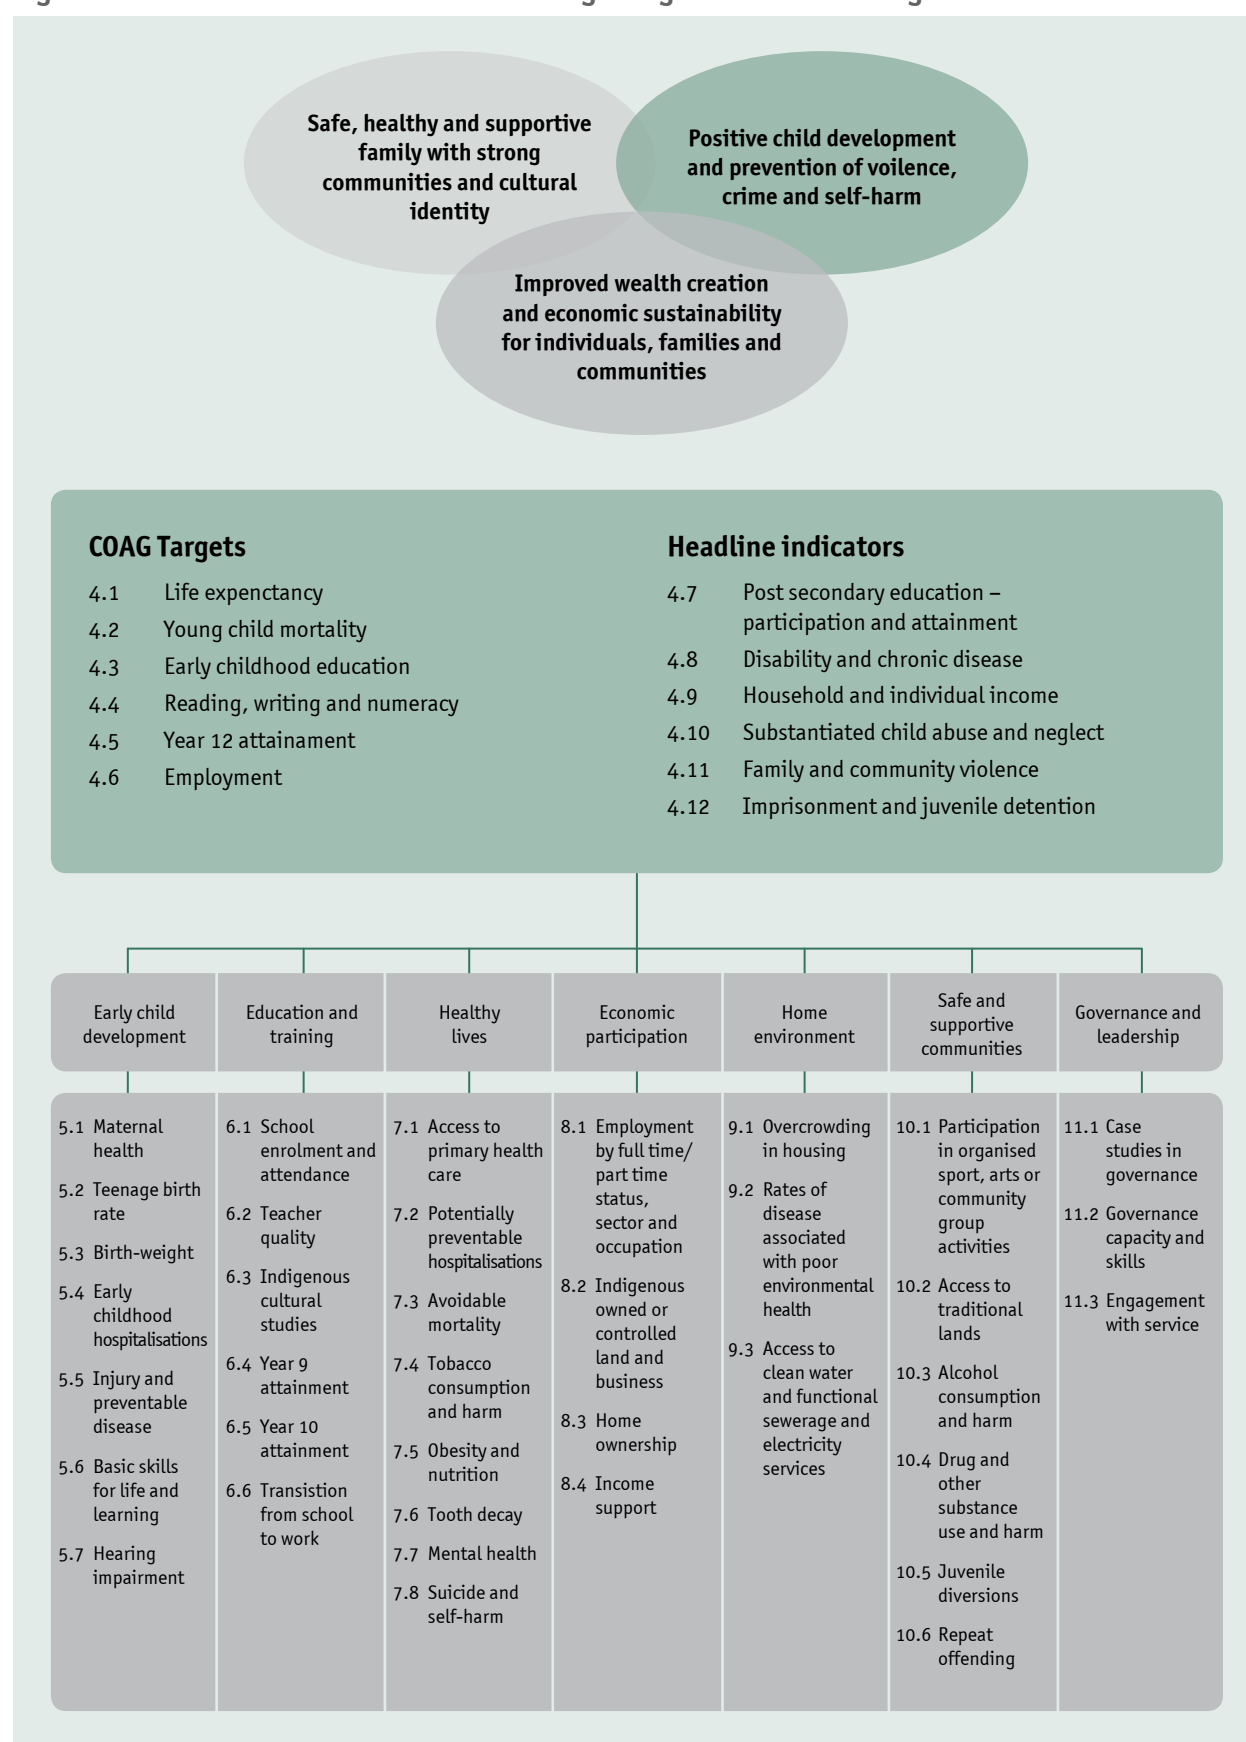 Safe, healthy and supportive
family with strong
communities and cultural
identity
Positive child development
and prevention of voilence,
crime and self-harm
Improved wealth creation
and economic sustainability
for individuals, families and
communities
COAG Targets
4.1 Life expenctancy
4.2 Young child mortality
4.3 Early childhood education
4.4 Reading, writing and numeracy
4.5 Year 12 attainament
4.6 Employment
Headline indicators
4.7 Post secondary education –
participation and attainment
4.8 Disability and chronic disease
4.9 Household and individual income
4.10 Substantiated child abuse and neglect
4.11 Family and community violence
4.12 Imprisonment and juvenile detention
Early child
development
Education and
training
Healthy
lives
Economic
participation
Home
environment
Safe and
supportive
communities
Governance and
leadership
5.1 Maternal
health
5.2 Teenage birth
rate
5.3 Birth-weight
5.4 Early
childhood
hospitalisations
5.5 Injury and
preventable
disease
5.6 Basic skills
for life and
learning
5.7 Hearing
impairment
6.1 School
enrolment and
attendance
6.2 Teacher
quality
6.3 Indigenous
cultural
studies
6.4 Year 9
attainment
6.5 Year 10
attainment
6.6 Transistion
from school
to work
7.1 Access to
primary health
care
7.2 Potentially
preventable
hospitalisations
7.3 Avoidable
mortality
7.4 Tobacco
consumption
and harm
7.5 Obesity and
nutrition
7.6 Tooth decay
7.7 Mental health
7.8 Suicide and
self-harm
8.1 Employment
by full time/
part time
status,
sector and
occupation
8.2 Indigenous
owned or
controlled
land and
business
8.3 Home
ownership
8.4 Income
support
9.1 Overcrowding
in housing
9.2 Rates of
disease
associated
with poor
environmental
health
9.3 Access to
clean water
and functional
sewerage and
electricity
services
10.1 Participation
in organised
sport, arts or
community
group
activities
10.2 Access to
traditional
lands
10.3 Alcohol
consumption
and harm
10.4 Drug and
other
substance
use and harm
10.5 Juvenile
diversions
10.6 Repeat
offending
11.1 Case
studies in
governance
11.2 Governance
capacity and
skills
11.3 Engagement
with service